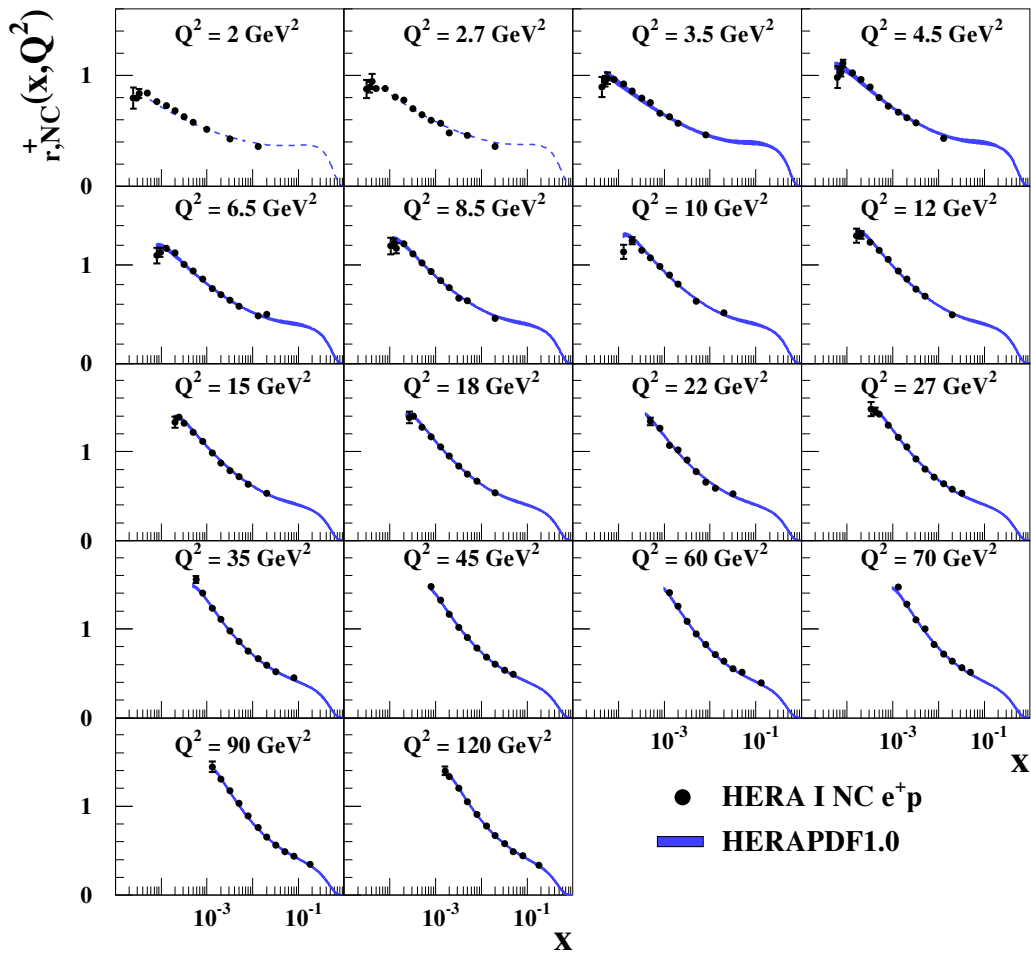 r,NC⁺(x,Q²)
Q² = 2 GeV²
Q² = 2.7 GeV²
Q² = 3.5 GeV²
Q² = 4.5 GeV²
1
0
Q² = 6.5 GeV²
Q² = 8.5 GeV²
Q² = 10 GeV²
Q² = 12 GeV²
1
0
Q² = 15 GeV²
Q² = 18 GeV²
Q² = 22 GeV²
Q² = 27 GeV²
1
0
Q² = 35 GeV²
Q² = 45 GeV²
Q² = 60 GeV²
Q² = 70 GeV²
1
0
10⁻³ 10⁻¹ 10⁻³ 10⁻¹
x
Q² = 90 GeV²
Q² = 120 GeV²
1
0
10⁻³ 10⁻¹ 10⁻³ 10⁻¹
x
HERA I NC e⁺p
HERAPDF1.0